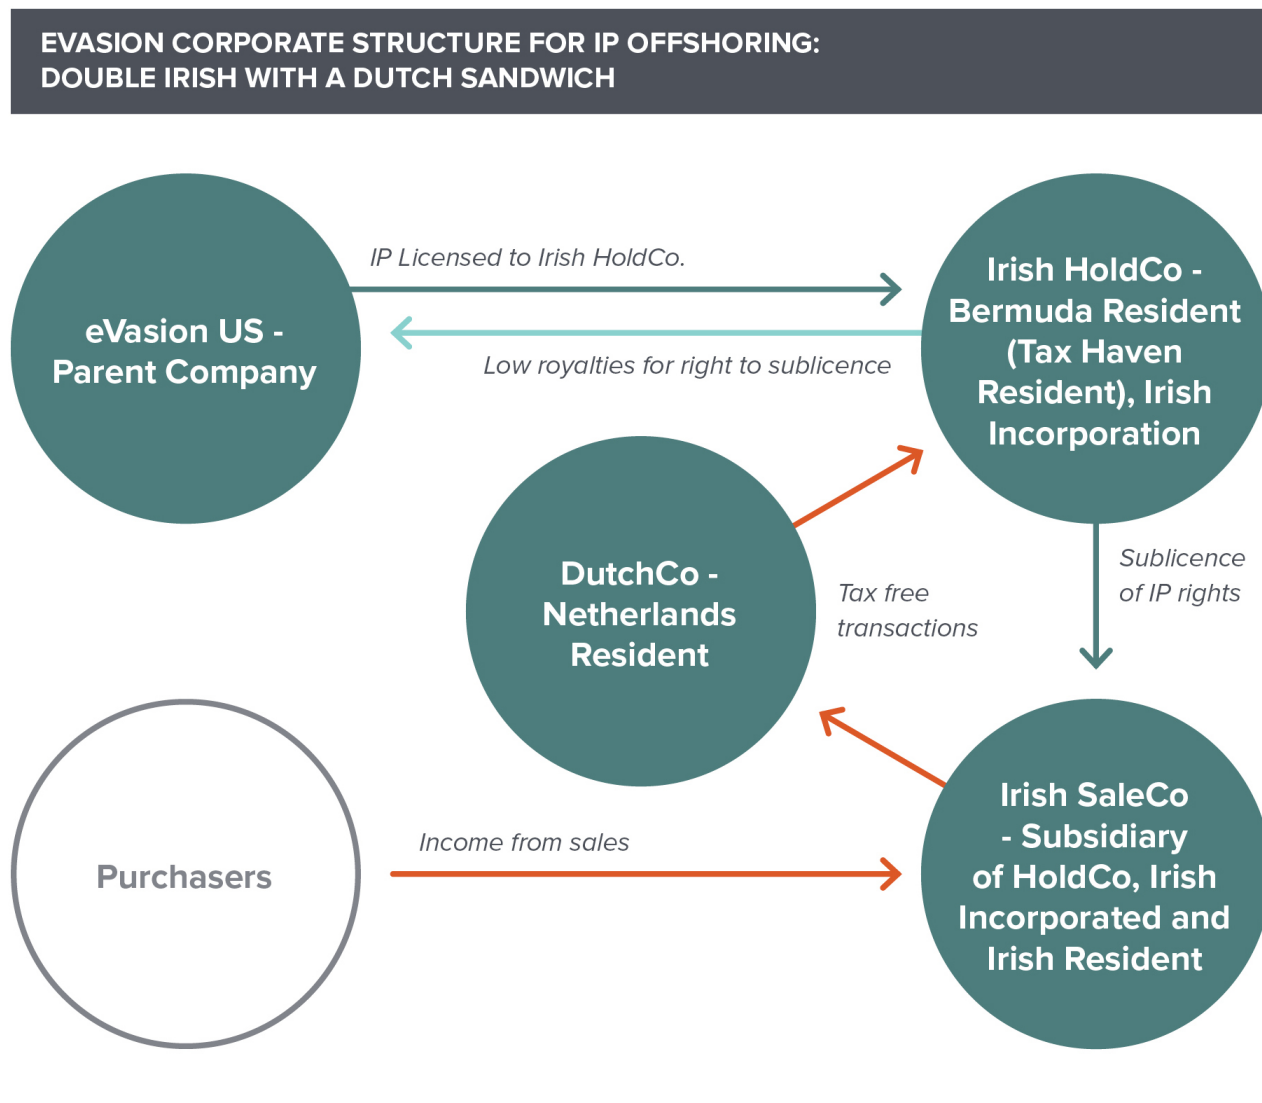 EVASION CORPORATE STRUCTURE FOR IP OFFSHORING:
DOUBLE IRISH WITH A DUTCH SANDWICH
IP Licensed to Irish HoldCo.
eVasion US -
Parent Company
Low royalties for right to sublicence
Irish HoldCo -
Bermuda Resident
(Tax Haven
Resident), Irish
Incorporation
DutchCo -
Netherlands
Resident
Tax free
transactions
Sublicence
of IP rights
Purchasers
Income from sales
Irish SaleCo
- Subsidiary
of HoldCo, Irish
Incorporated and
Irish Resident